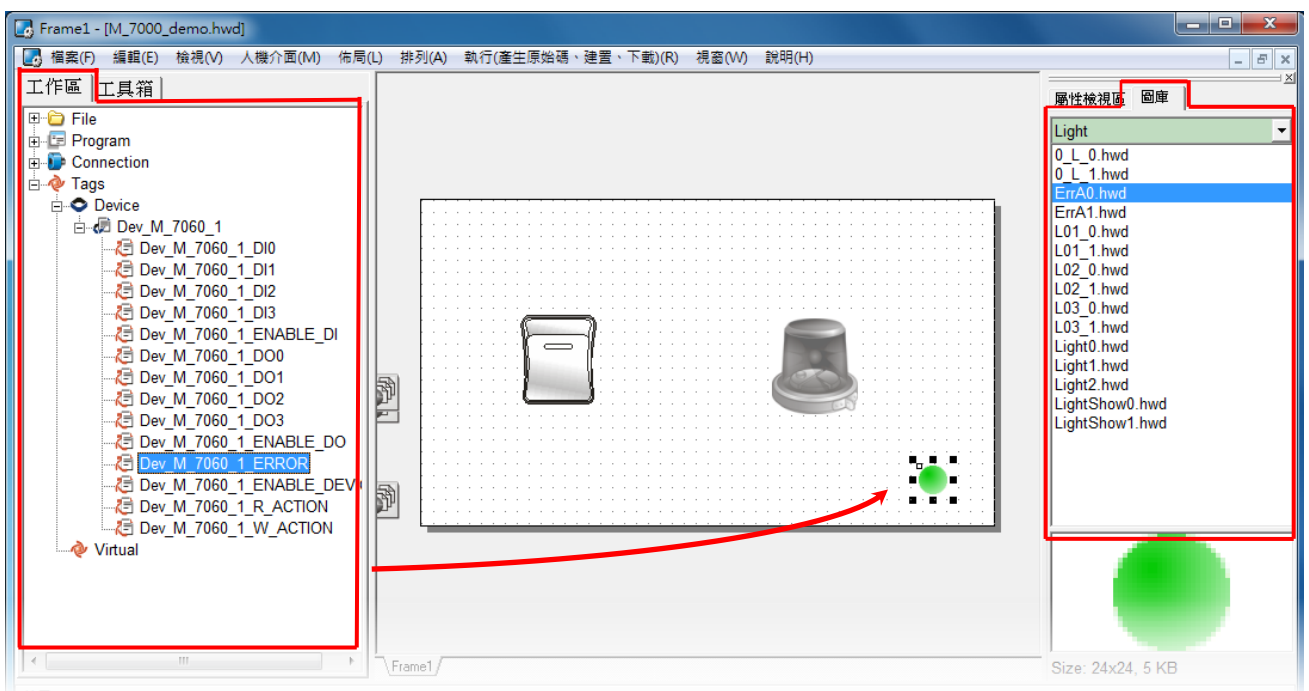 Frame1 - [M_7000_demo.hwd]
檔案(F) 編輯(E) 檢視(V) 人機介面(M) 佈局(L) 排列(A) 執行(產生原始碼、建置、下載)(R) 視窗(W) 說明(H)
工作區 工具箱
File
Program
Connection
Tags
Device
Dev_M_7060_1
Dev_M_7060_1_DI0
Dev_M_7060_1_DI1
Dev_M_7060_1_DI2
Dev_M_7060_1_DI3
Dev_M_7060_1_ENABLE_DI
Dev_M_7060_1_DO0
Dev_M_7060_1_DO1
Dev_M_7060_1_DO2
Dev_M_7060_1_DO3
Dev_M_7060_1_ENABLE_DO
Dev_M_7060_1_ERROR
Dev_M_7060_1_ENABLE_DEV
Dev_M_7060_1_R_ACTION
Dev_M_7060_1_W_ACTION
Virtual
Frame1
屬性檢視區 圖庫
Light
0_L_0.hwd
0_L_1.hwd
ErrA0.hwd
ErrA1.hwd
L01_0.hwd
L01_1.hwd
L02_0.hwd
L02_1.hwd
L03_0.hwd
L03_1.hwd
Light0.hwd
Light1.hwd
Light2.hwd
LightShow0.hwd
LightShow1.hwd
Size: 24x24, 5 KB